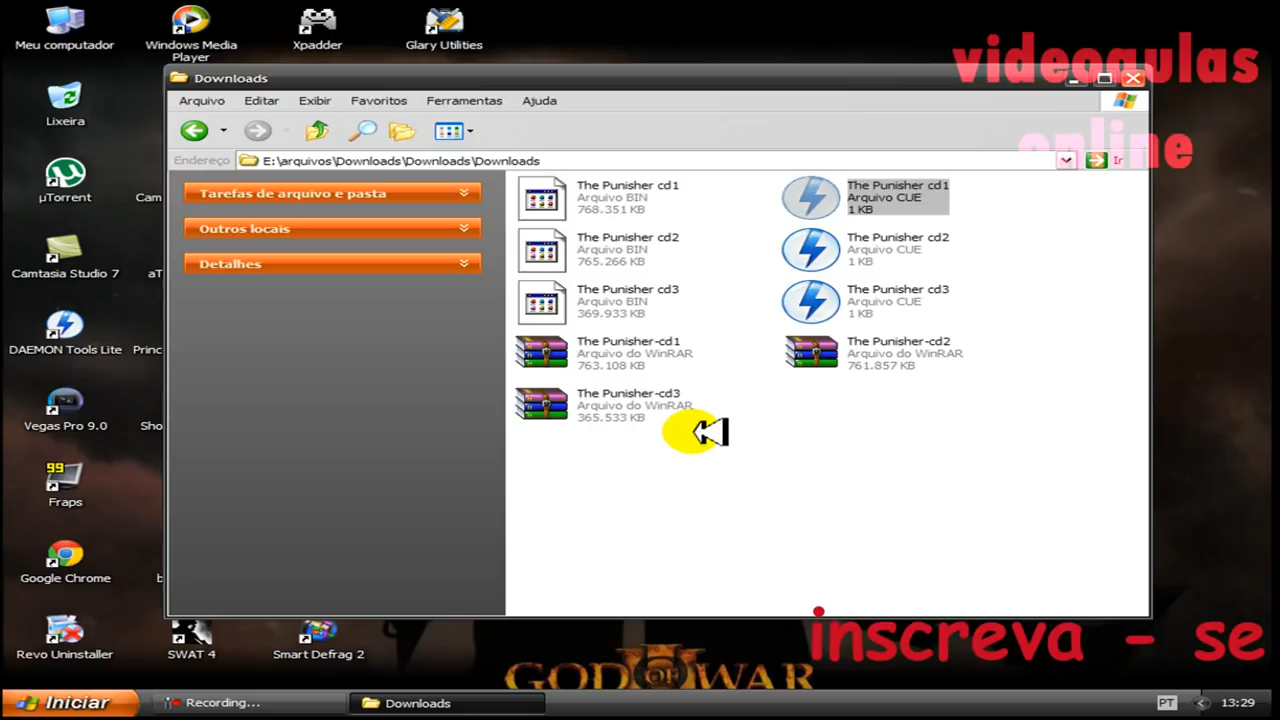 Meu computador
Windows Media Player
Xpadder
Glary Utilities
videoaulas
online
Downloads
Arquivo Editar Exibir Favoritos Ferramentas Ajuda
Endereço E:\arquivos\Downloads\Downloads\Downloads Ir
Lixeira
µTorrent
Cam
Camtasia Studio 7
aT
DAEMON Tools Lite
Princ
Vegas Pro 9.0
Sho
99
Fraps
Google Chrome
b
Revo Uninstaller
SWAT 4
Smart Defrag 2
Tarefas de arquivo e pasta
Outros locais
Detalhes
The Punisher cd1
Arquivo BIN
768.351 KB
The Punisher cd1
Arquivo CUE
1 KB
The Punisher cd2
Arquivo BIN
765.266 KB
The Punisher cd2
Arquivo CUE
1 KB
The Punisher cd3
Arquivo BIN
369.933 KB
The Punisher cd3
Arquivo CUE
1 KB
The Punisher-cd1
Arquivo do WinRAR
763.108 KB
The Punisher-cd2
Arquivo do WinRAR
761.857 KB
The Punisher-cd3
Arquivo do WinRAR
365.533 KB
inscreva - se
GOD OF WAR
Iniciar
Recording...
Downloads
PT
13:29